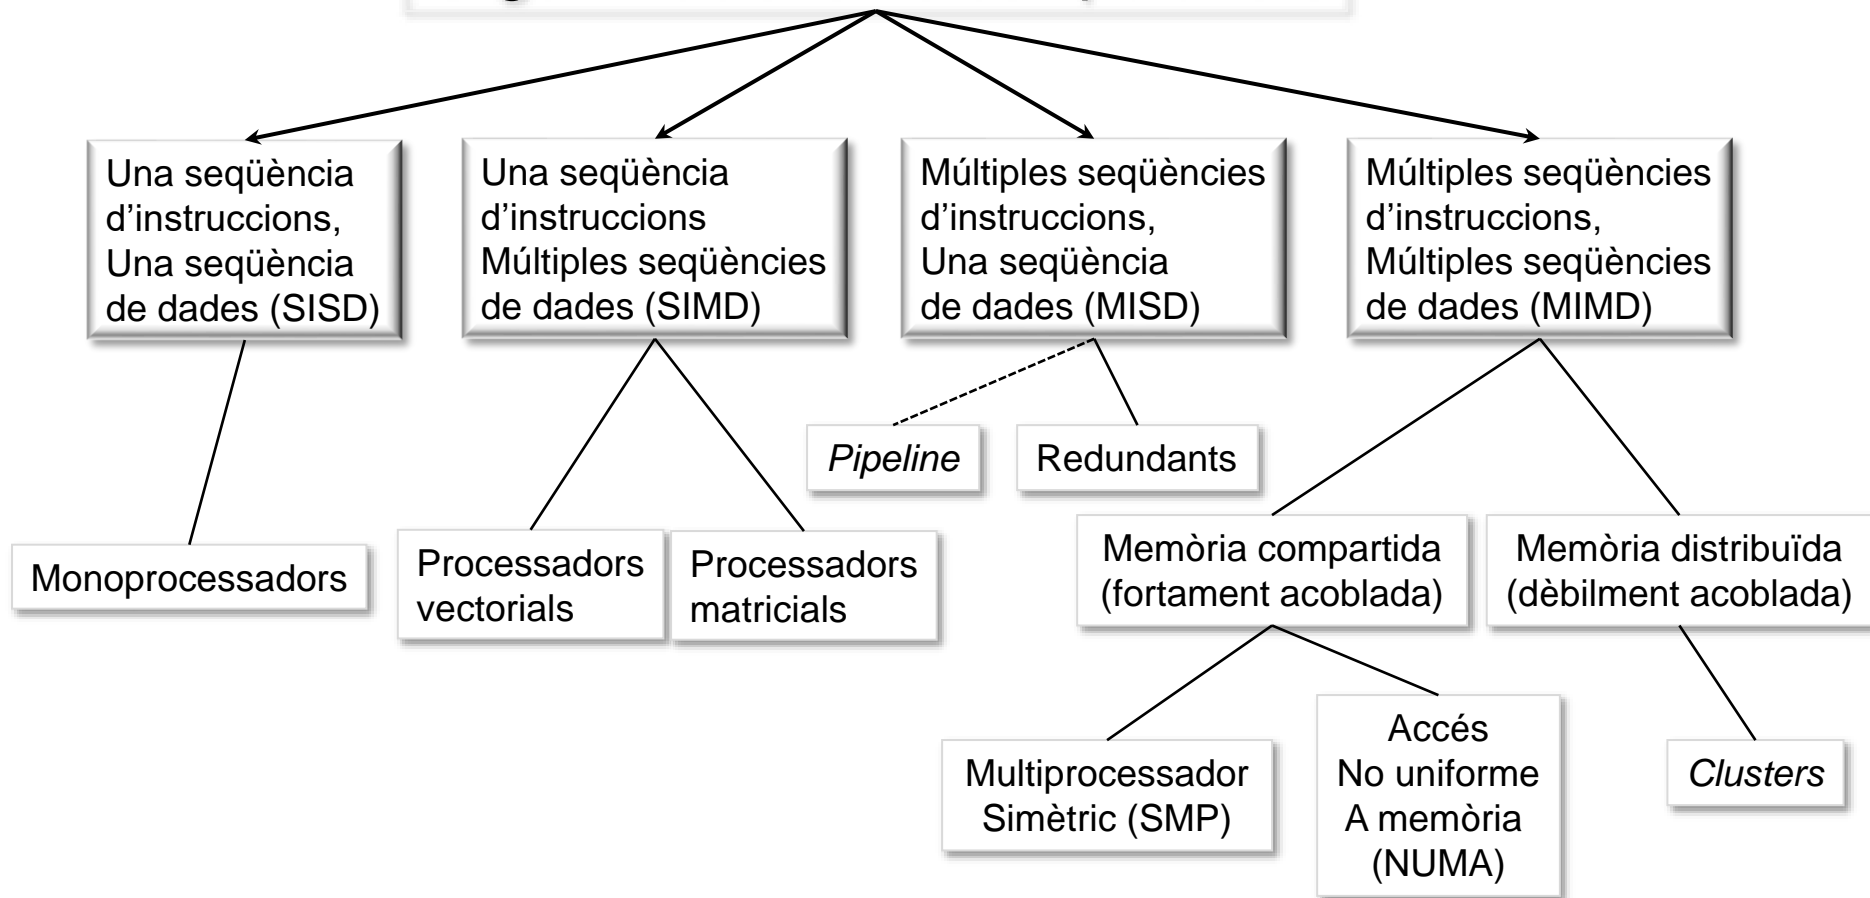 Una seqüència
d’instruccions,
Una seqüència
de dades (SISD)
Una seqüència
d’instruccions
Múltiples seqüències
de dades (SIMD)
Múltiples seqüències
d’instruccions,
Una seqüència
de dades (MISD)
Múltiples seqüències
d’instruccions,
Múltiples seqüències
de dades (MIMD)
Pipeline
Redundants
Monoprocessadors
Processadors
vectorials
Processadors
matricials
Memòria compartida
(fortament acoblada)
Memòria distribuïda
(dèbilment acoblada)
Multiprocessador
Simètric (SMP)
Accés
No uniforme
A memòria
(NUMA)
Clusters